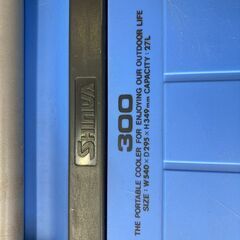 SHINWA
300
THE PORTABLE COOLER FOR ENJOYING OUR OUTDOOR LIFE
SIZE : W540 × D295 × H349mm CAPACITY : 27L